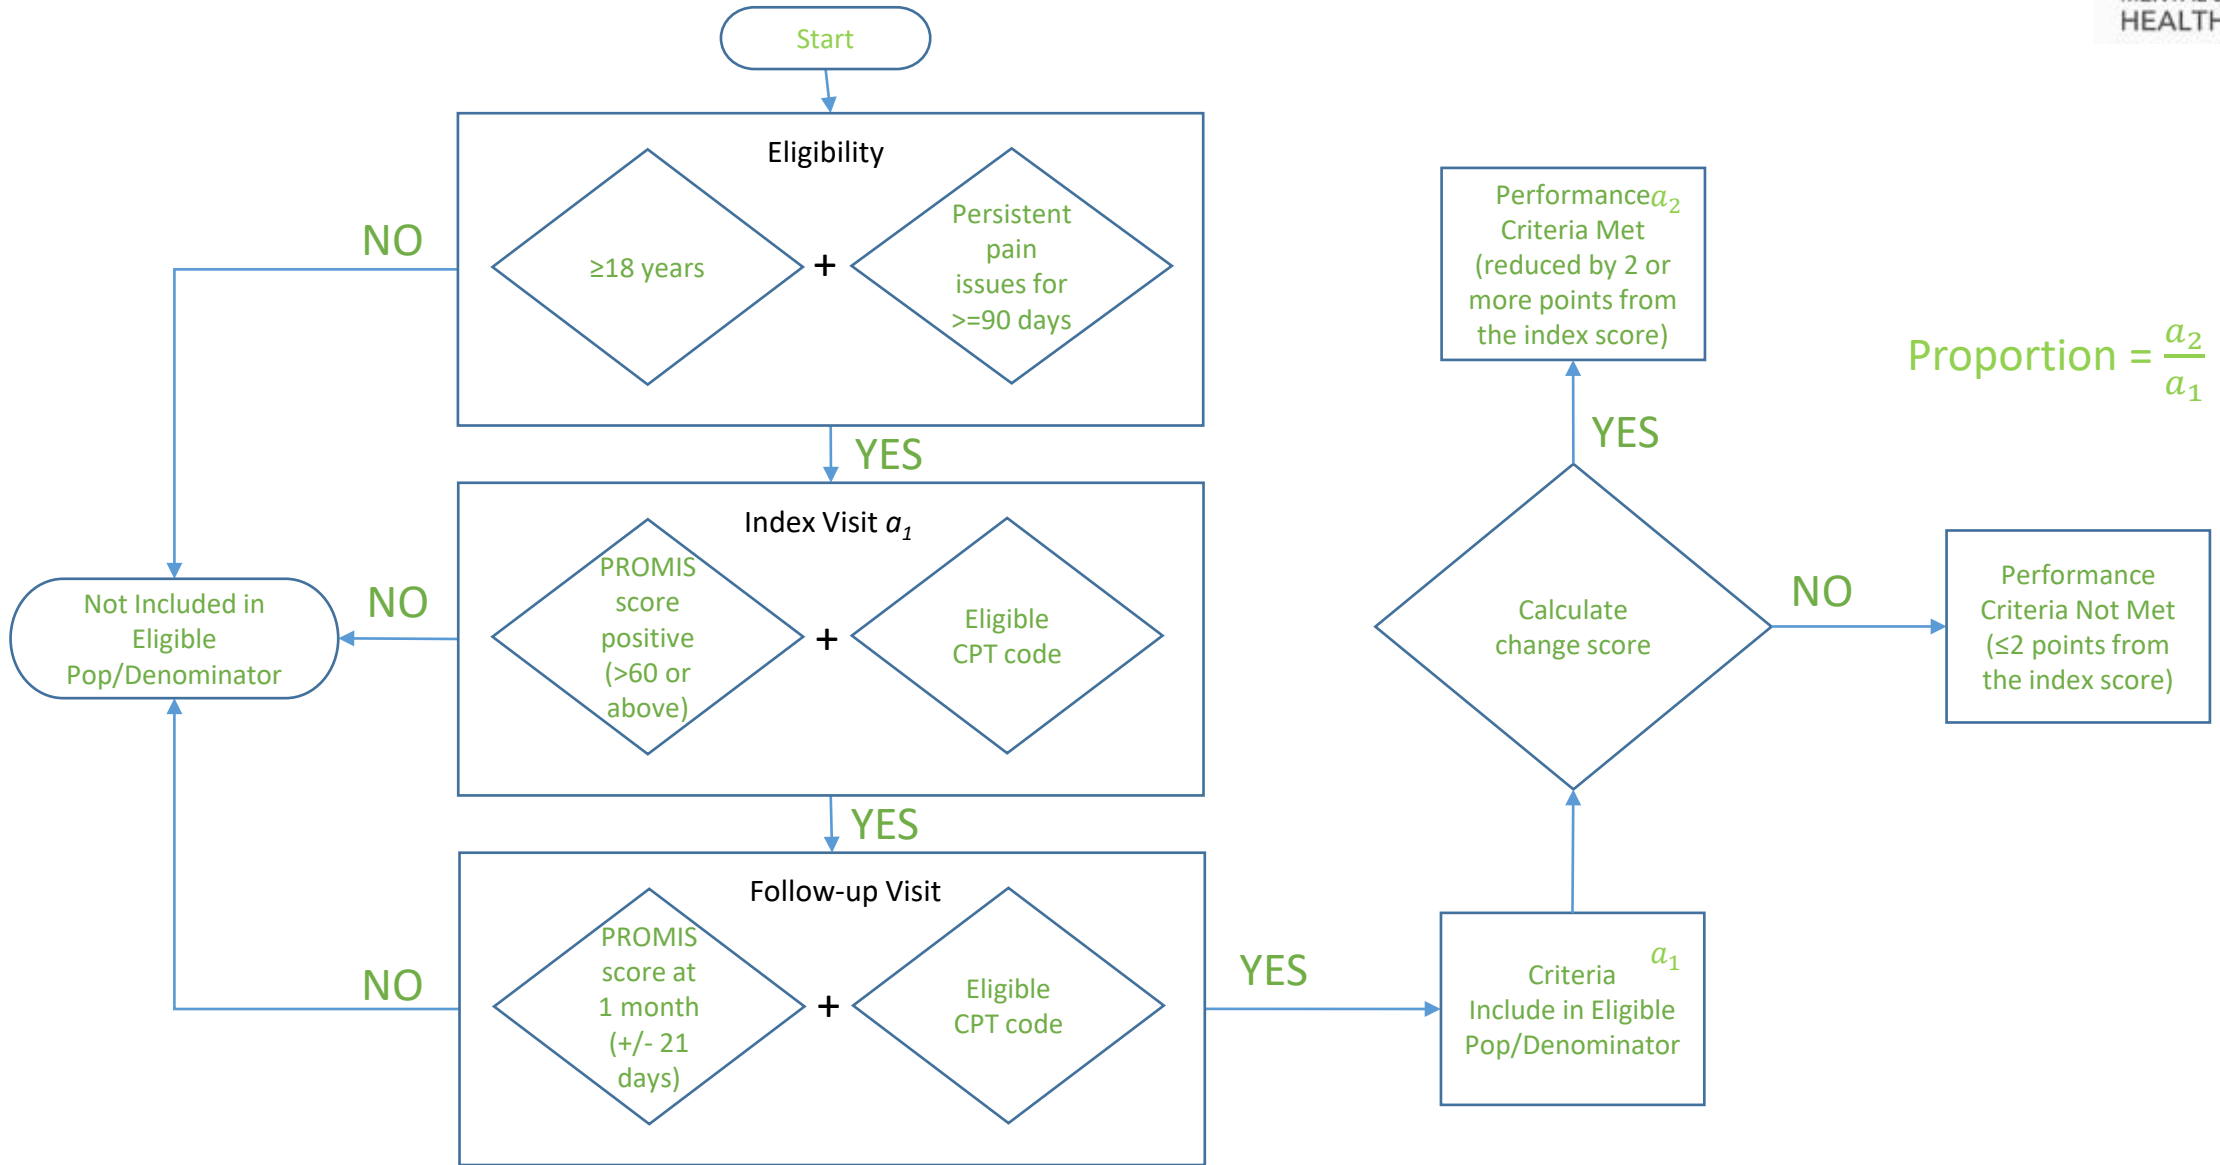 HEALTH
Start
Eligibility
≥18 years
+
Persistent
pain
issues for
>=90 days
NO
YES
Index Visit a₁
PROMIS
score
positive
(>60 or
above)
+
Eligible
CPT code
NO
Not Included in
Eligible
Pop/Denominator
YES
Follow-up Visit
PROMIS
score at
1 month
(+/- 21
days)
+
Eligible
CPT code
NO
YES
a₁
Criteria
Include in Eligible
Pop/Denominator
Calculate
change score
YES
NO
Performance a₂
Criteria Met
(reduced by 2 or
more points from
the index score)
Performance
Criteria Not Met
(≤2 points from
the index score)
Proportion = a₂/a₁